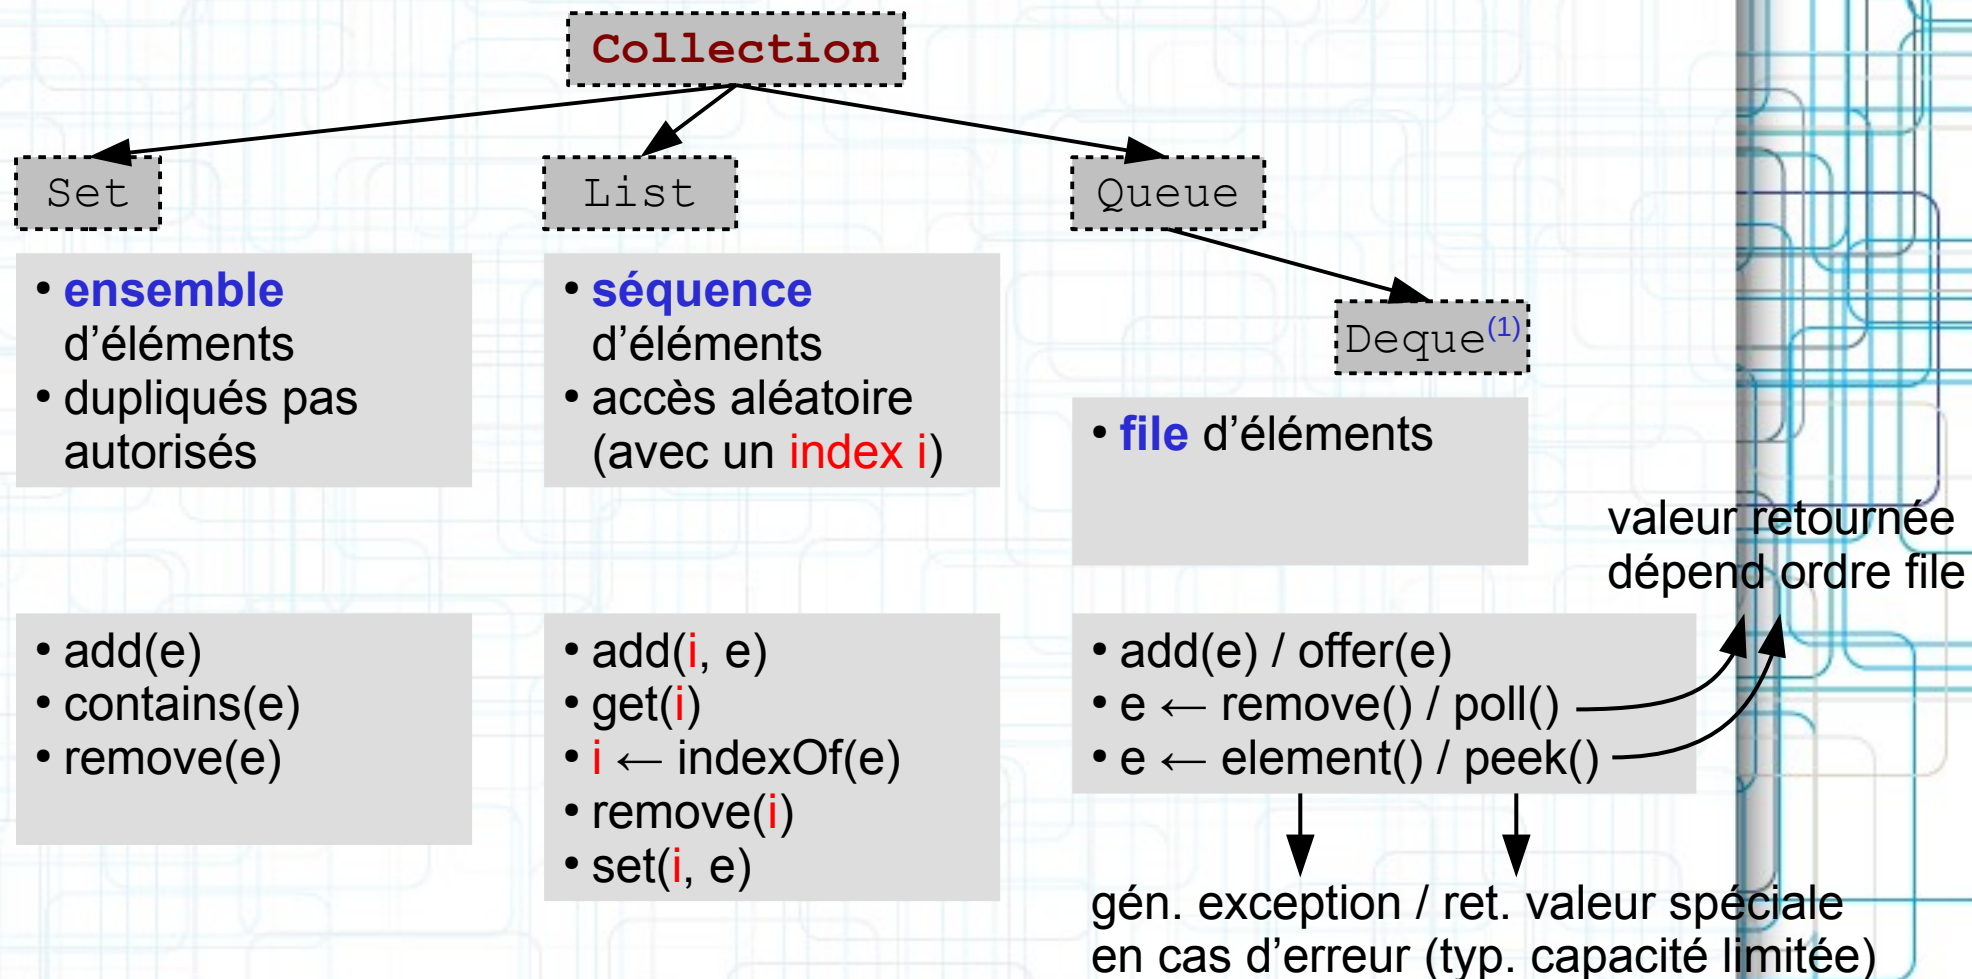 Collection
Set
List
Queue
Deque(1)
• ensemble
d'éléments
• dupliqués pas
autorisés
• séquence
d'éléments
• accès aléatoire
(avec un index i)
• file d'éléments
valeur retournée
dépend ordre file
• add(e)
• contains(e)
• remove(e)
• add(i, e)
• get(i)
• i ← indexOf(e)
• remove(i)
• set(i, e)
• add(e) / offer(e)
• e ← remove() / poll()
• e ← element() / peek()
gén. exception / ret. valeur spéciale
en cas d'erreur (typ. capacité limitée)